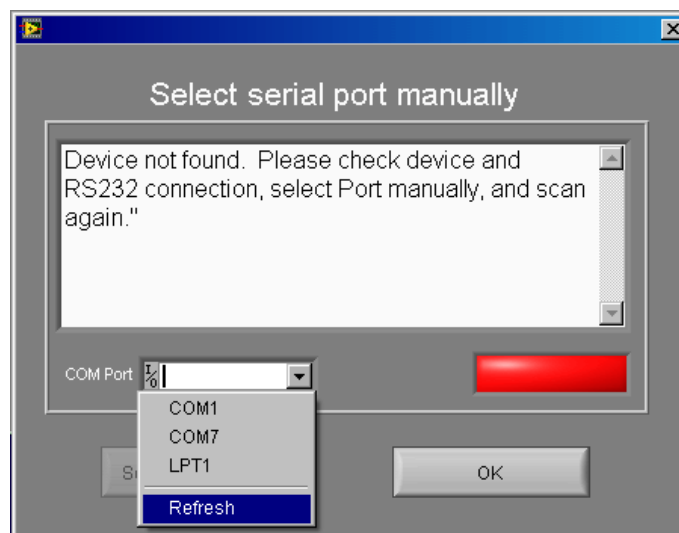 Select serial port manually
Device not found.  Please check device and
RS232 connection, select Port manually, and scan
again."
COM Port
COM1
COM7
LPT1
Refresh
OK